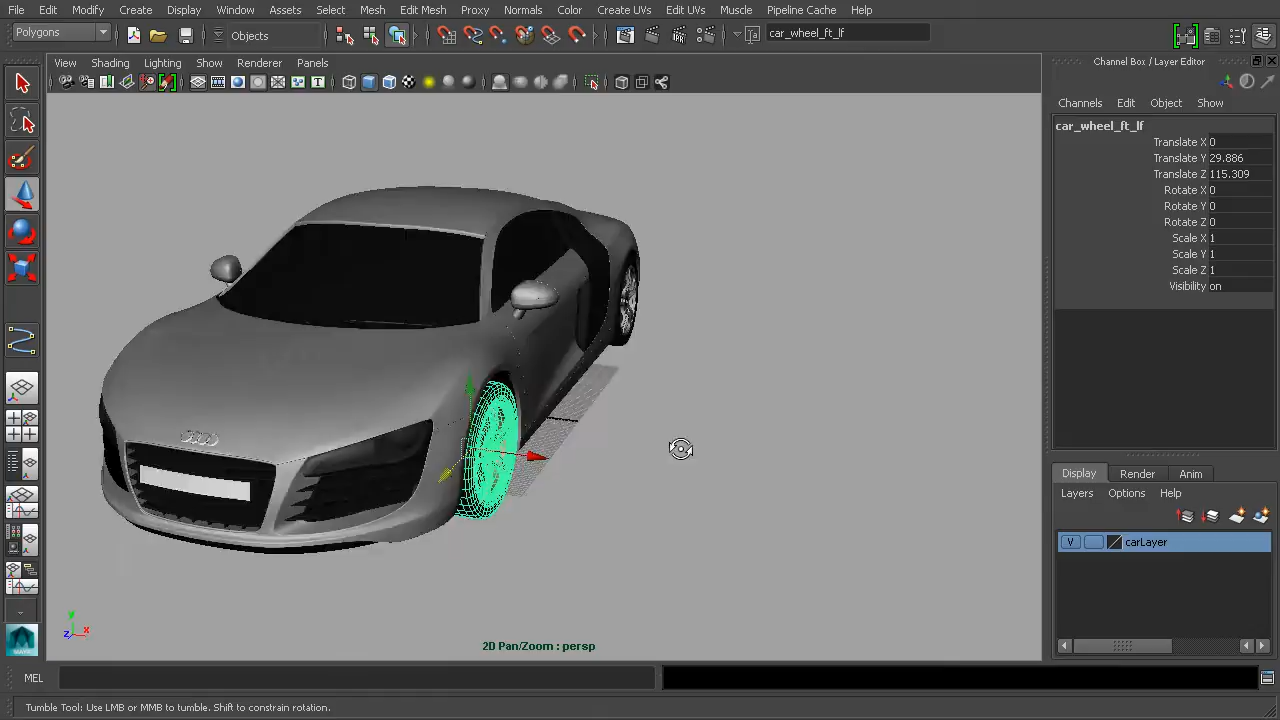 File Edit Modify Create Display Window Assets Select Mesh Edit Mesh Proxy Normals Color Create UVs Edit UVs Muscle Pipeline Cache Help
Polygons Objects car_wheel_ft_lf
View Shading Lighting Show Renderer Panels
Channel Box / Layer Editor
Channels Edit Object Show
car_wheel_ft_lf
Translate X 0
Translate Y 29.886
Translate Z 115.309
Rotate X 0
Rotate Y 0
Rotate Z 0
Scale X 1
Scale Y 1
Scale Z 1
Visibility on
Display Render Anim
Layers Options Help
V carLayer
y
z x
2D Pan/Zoom : persp
MEL
Tumble Tool: Use LMB or MMB to tumble. Shift to constrain rotation.